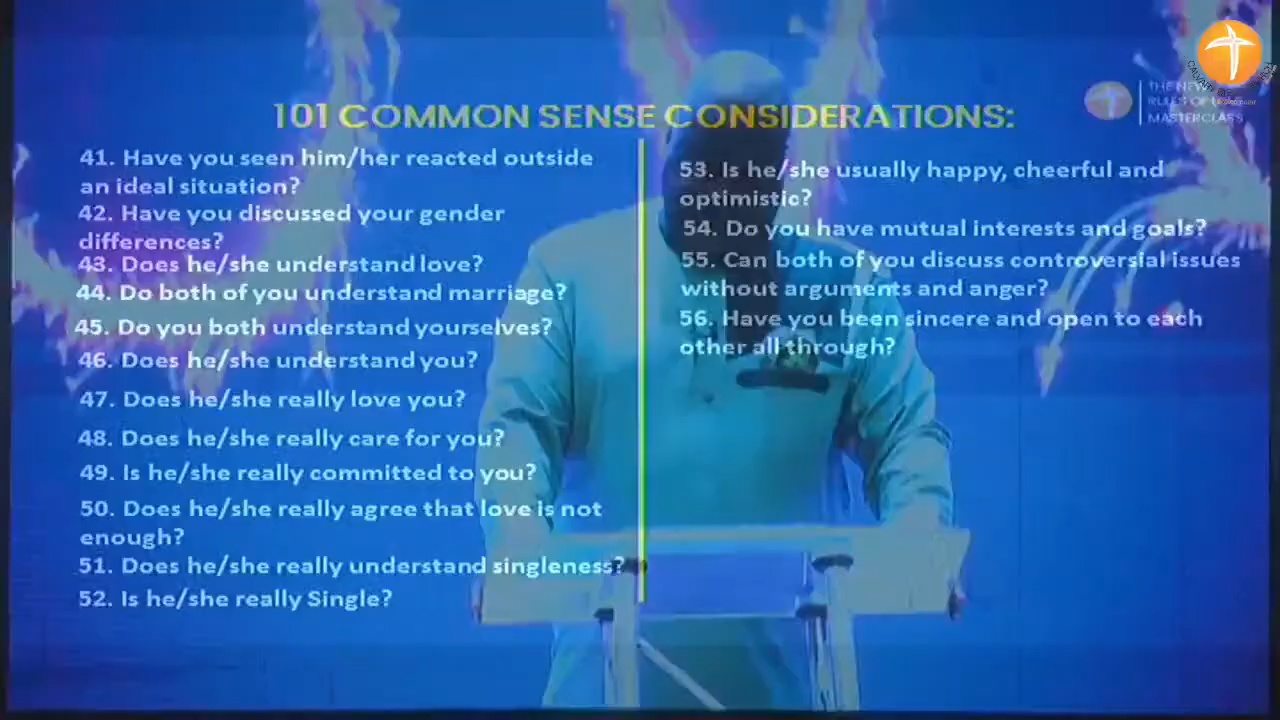 101 COMMON SENSE CONSIDERATIONS:
41. Have you seen him/her reacted outside
an ideal situation?
42. Have you discussed your gender
differences?
43. Does he/she understand love?
44. Do both of you understand marriage?
45. Do you both understand yourselves?
46. Does he/she understand you?
47. Does he/she really love you?
48. Does he/she really care for you?
49. Is he/she really committed to you?
50. Does he/she really agree that love is not
enough?
51. Does he/she really understand singleness?
52. Is he/she really Single?
53. Is he/she usually happy, cheerful and
optimistic?
54. Do you have mutual interests and goals?
55. Can both of you discuss controversial issues
without arguments and anger?
56. Have you been sincere and open to each
other all through?
THE NEW
RULES OF
MASTERCLASS